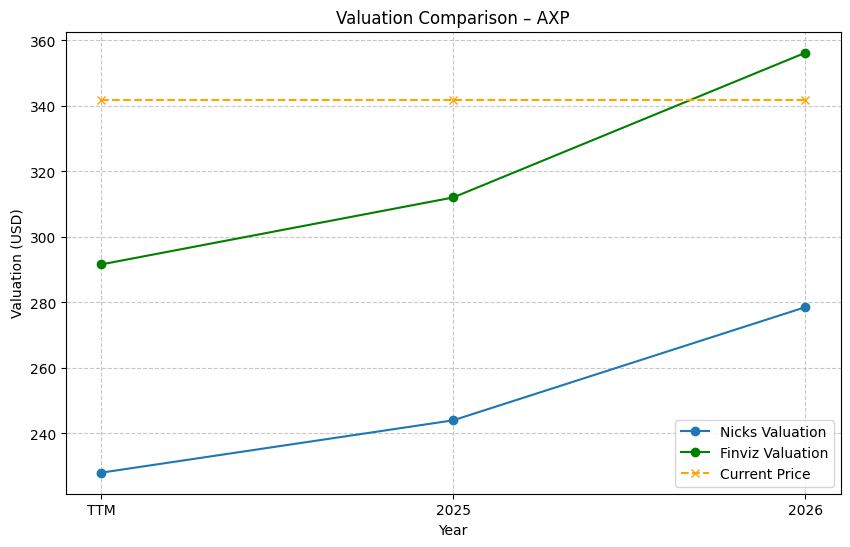 Valuation Comparison – AXP
Valuation (USD)
360
340
320
300
280
260
240
TTM
2025
2026
Year
Nicks Valuation
Finviz Valuation
Current Price